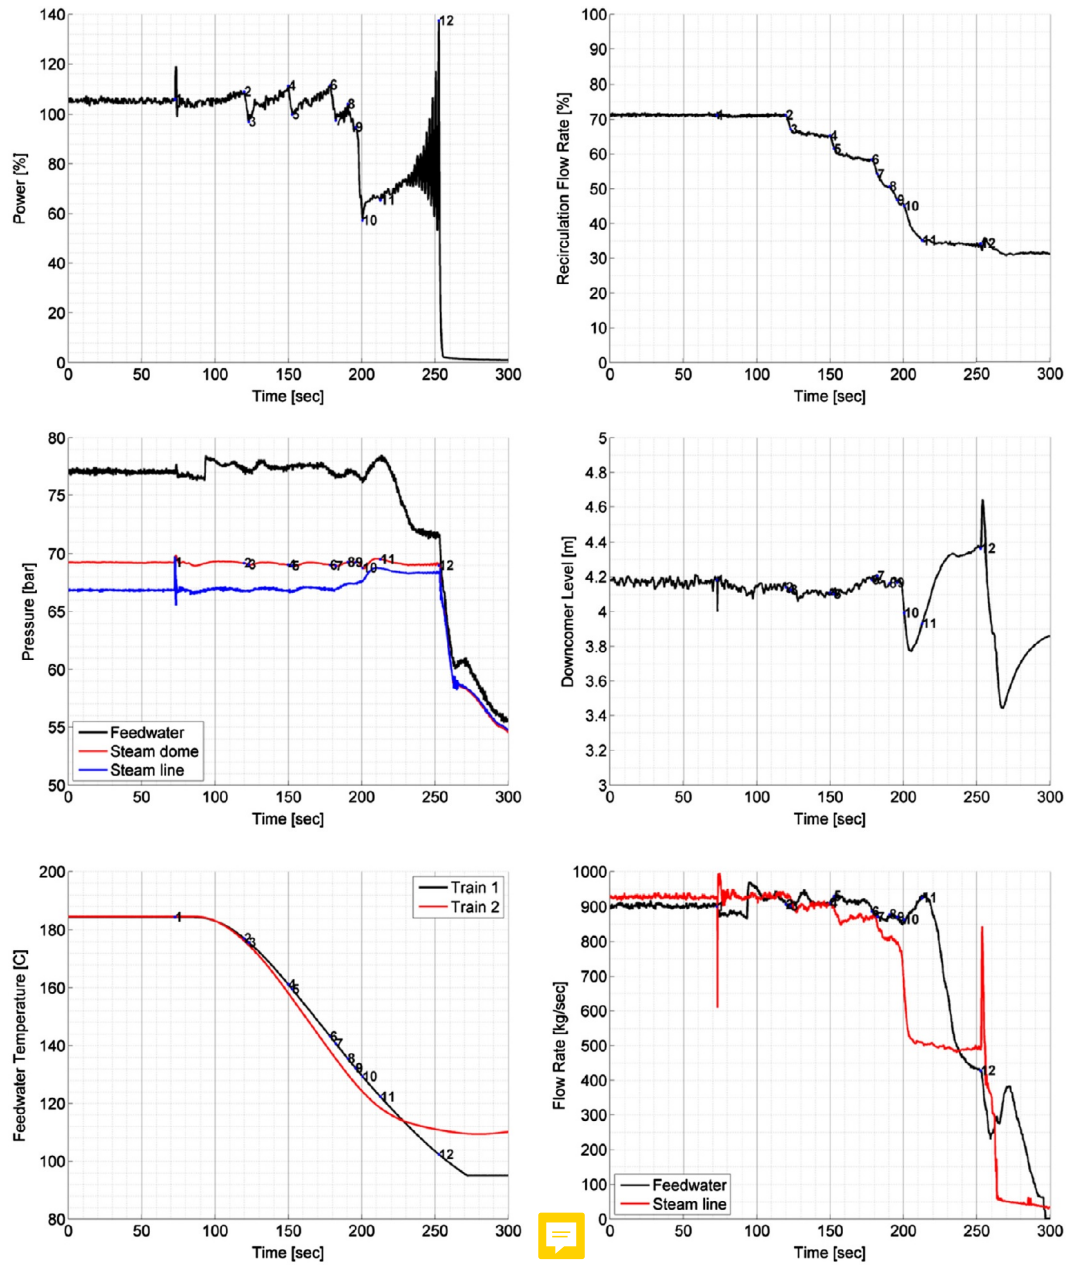 140
120
100
80
60
40
20
0
0 50 100 150 200 250 300
Time [sec]
Power [%]
1 2 3 4 5 6 7 8 9 10 11 12
100
90
80
70
60
50
40
30
20
10
0
0 50 100 150 200 250 300
Time [sec]
Recirculation Flow Rate [%]
1 2 3 4 5 6 7 8 9 10 11 12
80
75
70
65
60
55
50
0 50 100 150 200 250 300
Time [sec]
Pressure [bar]
1 2 3 4 5 6 7 8 9 10 11 12
Feedwater
Steam dome
Steam line
5
4.8
4.6
4.4
4.2
4
3.8
3.6
3.4
3.2
3
0 50 100 150 200 250 300
Time [sec]
Downcomer Level [m]
7 8 9 10 11
200
180
160
140
120
100
80
0 50 100 150 200 250 300
Time [sec]
Feedwater Temperature [C]
1 2 3 4 5 6 7 8 9 10 11 12
Train 1
Train 2
1000
900
800
700
600
500
400
300
200
100
0
0 50 100 150 200 250 300
Time [sec]
Flow Rate [kg/sec]
5 6 7 8 9 10 11 12
Feedwater
Steam line